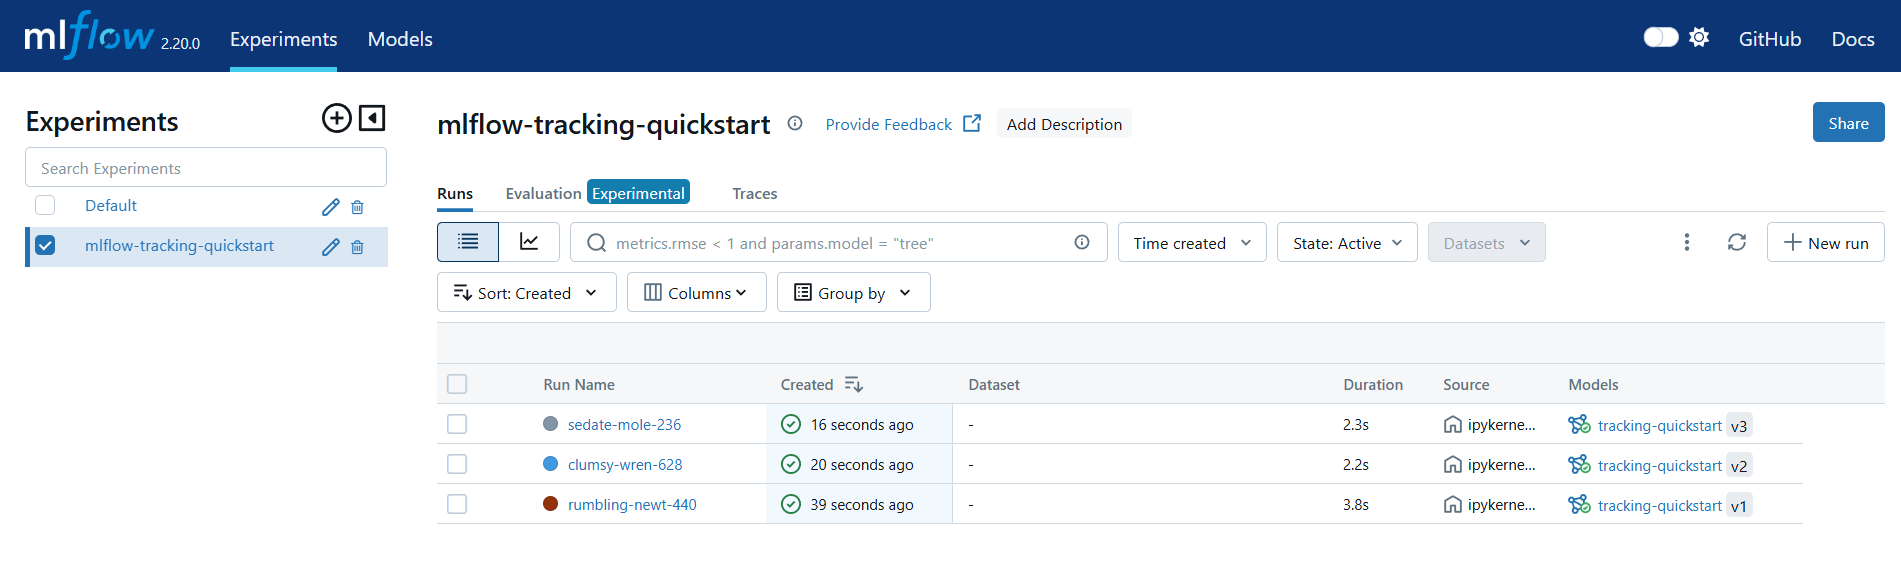 mlflow 2.20.0 Experiments Models GitHub Docs
Experiments
Search Experiments
Default
mlflow-tracking-quickstart
mlflow-tracking-quickstart Provide Feedback Add Description Share
Runs Evaluation Experimental Traces
metrics.rmse < 1 and params.model = "tree" Time created State: Active Datasets New run
Sort: Created Columns Group by
Run Name Created Dataset Duration Source Models
sedate-mole-236 16 seconds ago - 2.3s ipykerne... tracking-quickstart v3
clumsy-wren-628 20 seconds ago - 2.2s ipykerne... tracking-quickstart v2
rumbling-newt-440 39 seconds ago - 3.8s ipykerne... tracking-quickstart v1